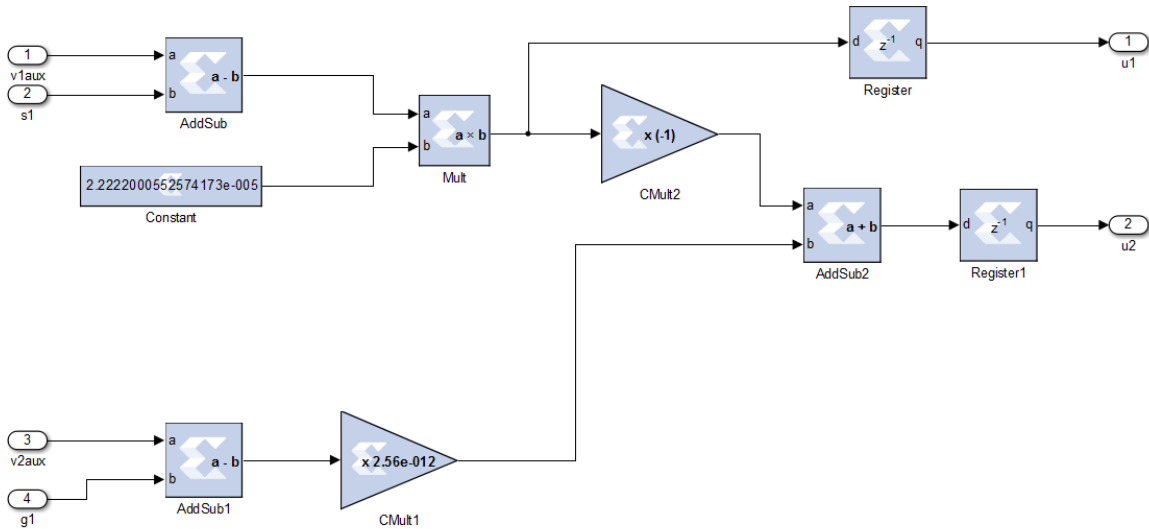 1
v1aux
2
s1
a
b
a - b
AddSub
2.2222000552574173e-005
Constant
a
b
a × b
Mult
x (-1)
CMult2
d
z-1
q
Register
1
u1
a
b
a + b
AddSub2
d
z-1
q
Register1
2
u2
3
v2aux
4
g1
a
b
a - b
AddSub1
x 2.56e-012
CMult1